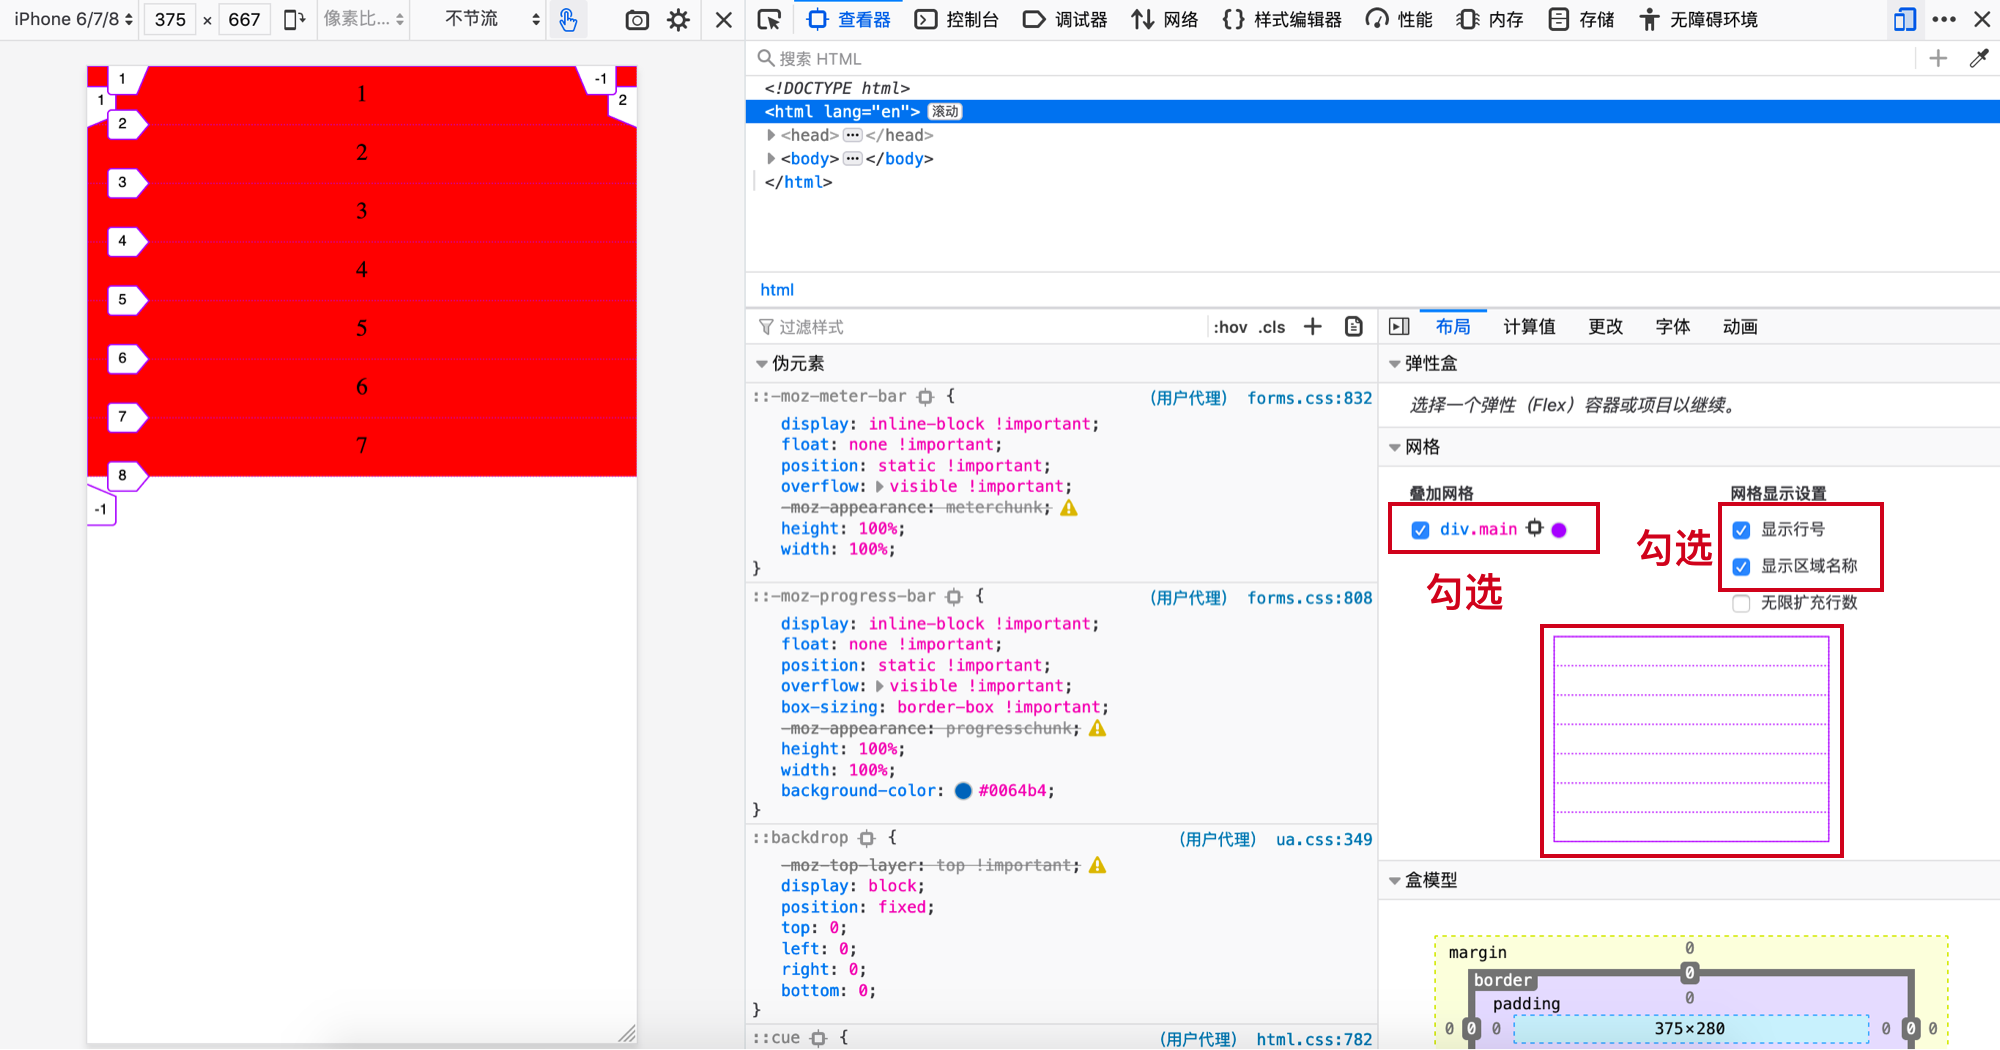 iPhone 6/7/8 375 × 667 像素比... 不节流
查看器 控制台 调试器 网络 样式编辑器 性能 内存 存储 无障碍环境
搜索 HTML
<!DOCTYPE html>
<html lang="en"> 滚动
<head> ••• </head>
<body> ••• </body>
</html>
html
1 -1
1 1 2
2
2
3
3
4
4
5
5
6
6
7
7
8
-1
过滤样式 :hov .cls
伪元素
::-moz-meter-bar { (用户代理) forms.css:832
display: inline-block !important;
float: none !important;
position: static !important;
overflow: visible !important;
-moz-appearance: meterchunk;
height: 100%;
width: 100%;
}
::-moz-progress-bar { (用户代理) forms.css:808
display: inline-block !important;
float: none !important;
position: static !important;
overflow: visible !important;
box-sizing: border-box !important;
-moz-appearance: progresschunk;
height: 100%;
width: 100%;
background-color: #0064b4;
}
::backdrop { (用户代理) ua.css:349
-moz-top-layer: top !important;
display: block;
position: fixed;
top: 0;
left: 0;
right: 0;
bottom: 0;
}
::cue { (用户代理) html.css:782
布局 计算值 更改 字体 动画
弹性盒
选择一个弹性（Flex）容器或项目以继续。
网格
叠加网格 网格显示设置
div.main 显示行号
勾选 显示区域名称
勾选 无限扩充行数
盒模型
margin 0
border 0
padding 0
0 0 0 375×280 0 0 0